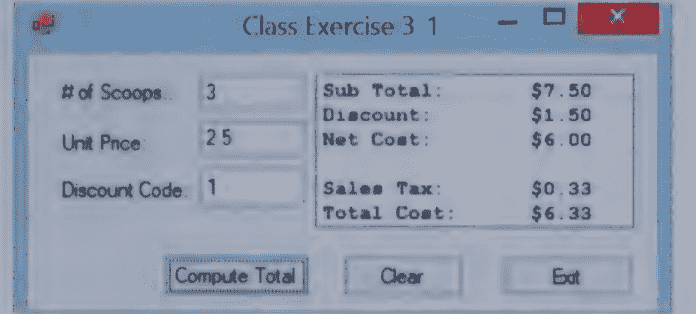 Class Exercise 3 1
# of Scoops..
3
Unit Price:
2 5
Discount Code:
1
Sub Total: $7.50
Discount: $1.50
Net Cost: $6.00
Sales Tax: $0.33
Total Cost: $6.33
Compute Total
Clear
Exit